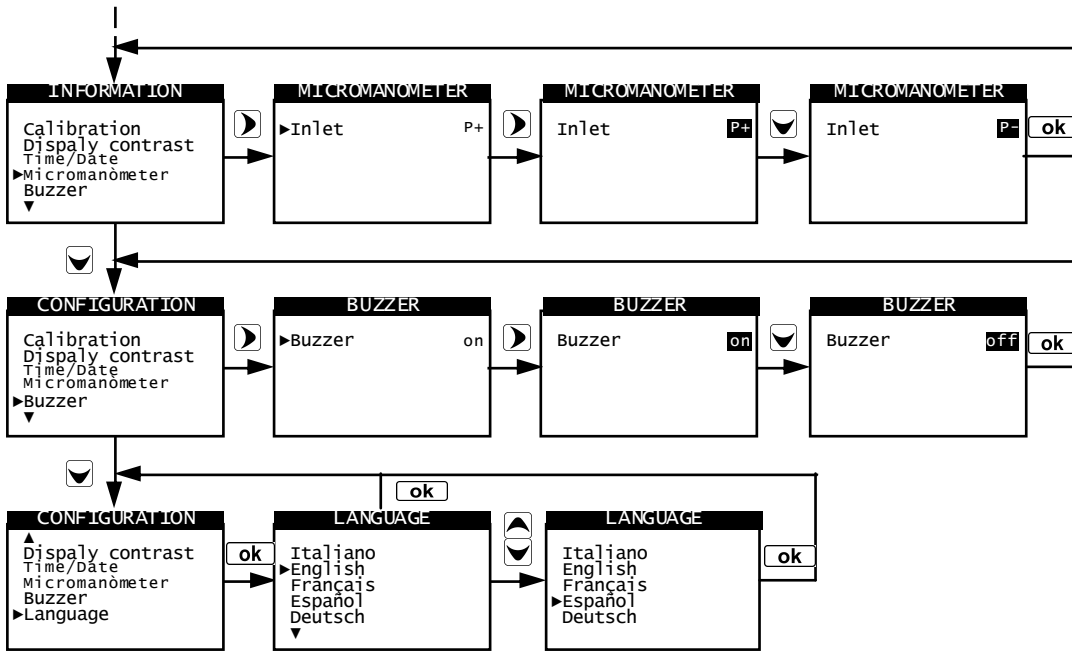 INFORMATION
Calibration
Dispaly contrast
Time/Date
►Micromanòmeter
Buzzer
▼
MICROMANOMETER
►Inlet P+
MICROMANOMETER
Inlet P+
MICROMANOMETER
Inlet P-
ok
CONFIGURATION
Calibration
Dispaly contrast
Time/Date
Micromanòmeter
►Buzzer
▼
BUZZER
►Buzzer on
BUZZER
Buzzer on
BUZZER
Buzzer off
ok
CONFIGURATION
▲
Dispaly contrast
Time/Date
Micromanòmeter
Buzzer
►Language
ok
LANGUAGE
Italiano
►English
Français
Español
Deutsch
▼
ok
LANGUAGE
Italiano
English
Français
►Español
Deutsch
ok